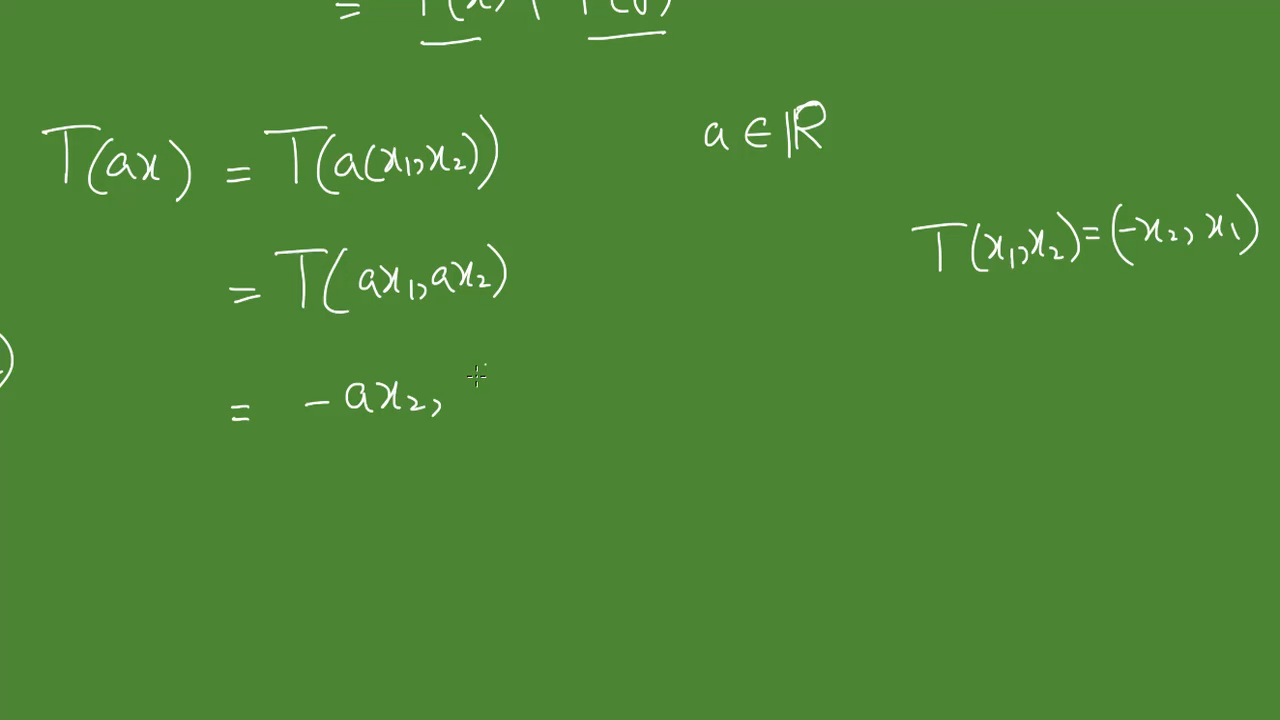 = T(x) + T(y)
a ∈ ℝ
T(ax) = T(a(x₁, x₂))
T(x₁, x₂) = (-x₂, x₁)
= T(ax₁, ax₂)
= - ax₂,